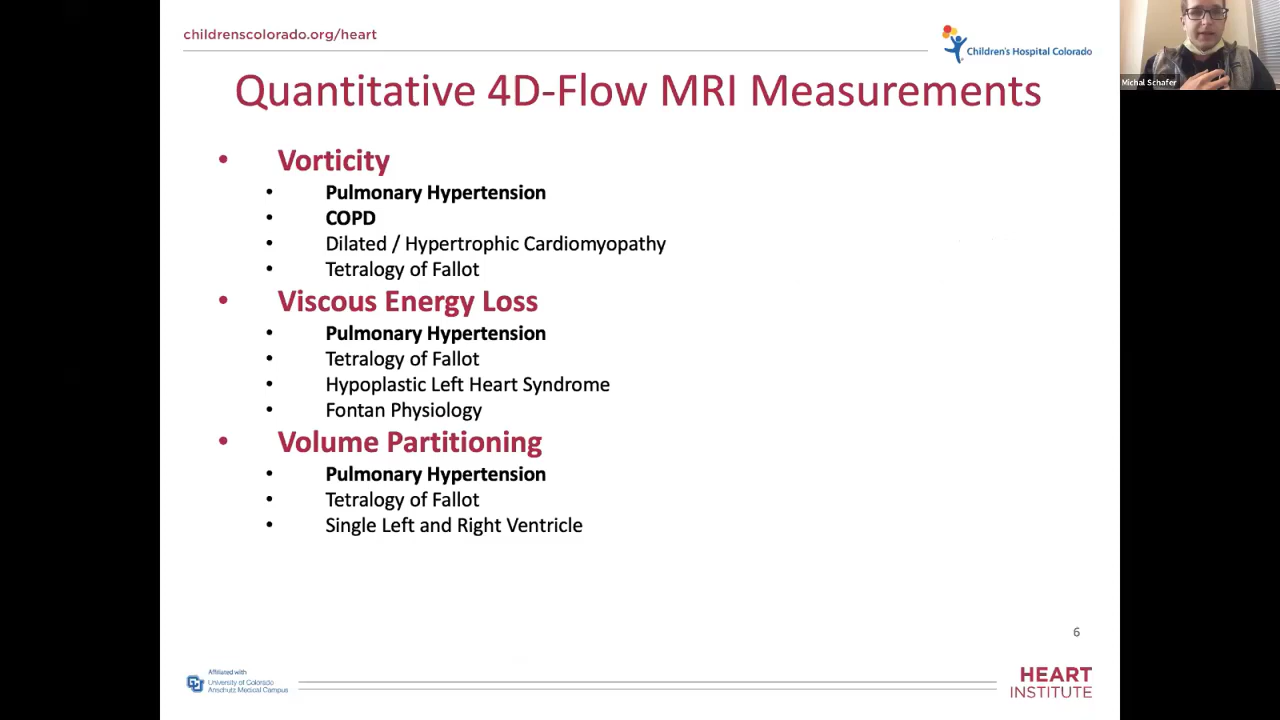 childrenscolorado.org/heart
Children's Hospital Colorado
Michal Schafer
Quantitative 4D-Flow MRI Measurements
• Vorticity
• Pulmonary Hypertension
• COPD
• Dilated / Hypertrophic Cardiomyopathy
• Tetralogy of Fallot
• Viscous Energy Loss
• Pulmonary Hypertension
• Tetralogy of Fallot
• Hypoplastic Left Heart Syndrome
• Fontan Physiology
• Volume Partitioning
• Pulmonary Hypertension
• Tetralogy of Fallot
• Single Left and Right Ventricle
6
Affiliated with
University of Colorado
Anschutz Medical Campus
HEART
INSTITUTE